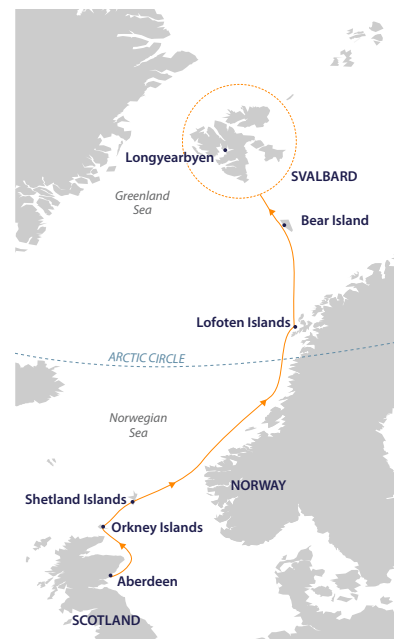 Longyearbyen
SVALBARD
Greenland
Sea
Bear Island
Lofoten Islands
ARCTIC CIRCLE
Norwegian
Sea
NORWAY
Shetland Islands
Orkney Islands
Aberdeen
SCOTLAND